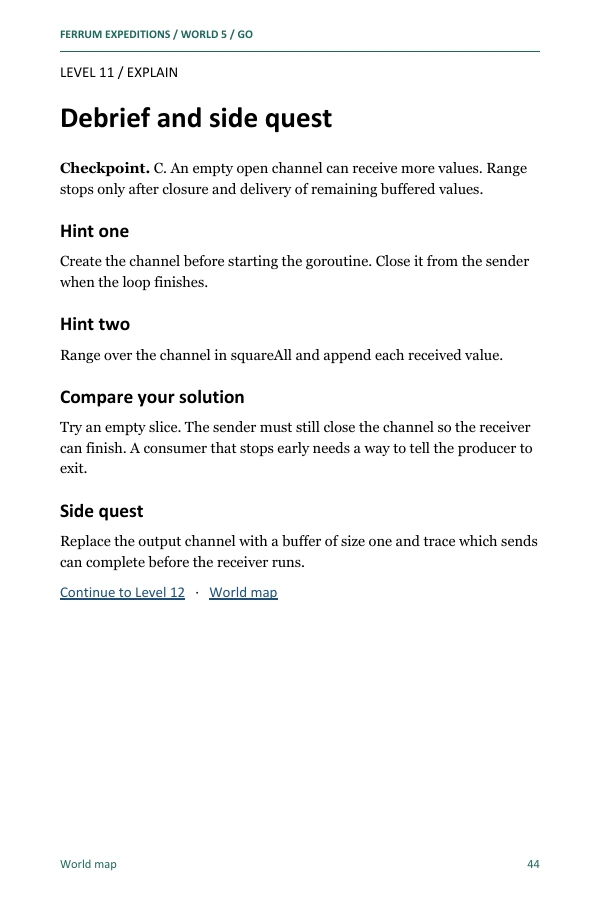 FERRUM EXPEDITIONS / WORLD 5 / GO
LEVEL 11 / EXPLAIN
Debrief and side quest
Checkpoint. C. An empty open channel can receive more values. Range
stops only after closure and delivery of remaining buffered values.
Hint one
Create the channel before starting the goroutine. Close it from the sender
when the loop finishes.
Hint two
Range over the channel in squareAll and append each received value.
Compare your solution
Try an empty slice. The sender must still close the channel so the receiver
can finish. A consumer that stops early needs a way to tell the producer to
exit.
Side quest
Replace the output channel with a buffer of size one and trace which sends
can complete before the receiver runs.
Continue to Level 12 · World map
World map 44